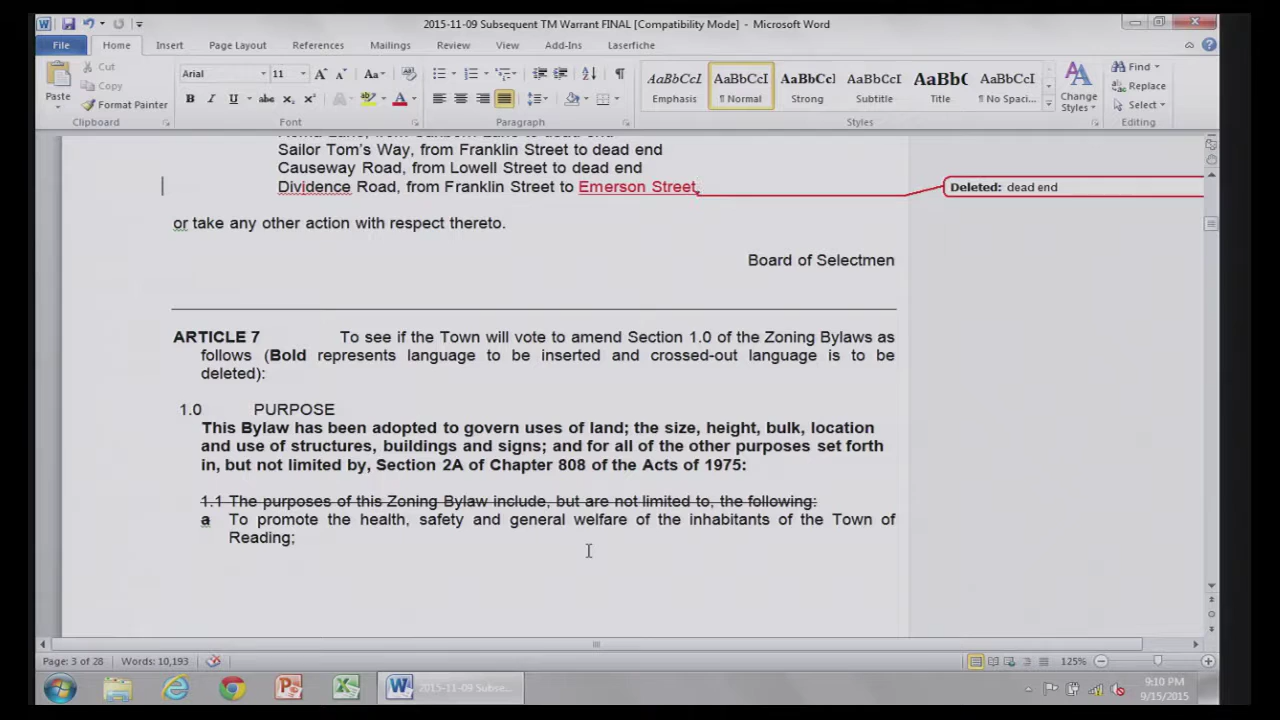 2015-11-09 Subsequent TM Warrant FINAL [Compatibility Mode] - Microsoft Word
File Home Insert Page Layout References Mailings Review View Add-Ins Laserfiche
Paste
Cut
Copy
Format Painter
Clipboard
Arial 11
Font
Paragraph
AaBbCcI AaBbCcI AaBbCcI AaBbCcI AaBbC AaBbCcI
Emphasis ¶ Normal Strong Subtitle Title ¶ No Spaci...
Change Styles
Styles
Find
Replace
Select
Editing
Sailor Tom's Way, from Franklin Street to dead end
Causeway Road, from Lowell Street to dead end
Dividence Road, from Franklin Street to Emerson Street,
Deleted: dead end
or take any other action with respect thereto.
Board of Selectmen
ARTICLE 7 To see if the Town will vote to amend Section 1.0 of the Zoning Bylaws as
follows (Bold represents language to be inserted and crossed-out language is to be
deleted):
1.0 PURPOSE
This Bylaw has been adopted to govern uses of land; the size, height, bulk, location
and use of structures, buildings and signs; and for all of the other purposes set forth
in, but not limited by, Section 2A of Chapter 808 of the Acts of 1975:
1.1 The purposes of this Zoning Bylaw include, but are not limited to, the following:
a To promote the health, safety and general welfare of the inhabitants of the Town of
Reading;
Page: 3 of 28 Words: 10,193 125%
2015-11-09 Subse...
9:10 PM
9/15/2015